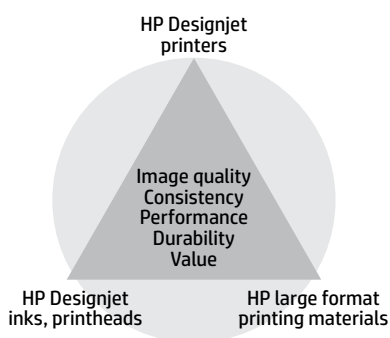 HP Designjet
printers
Image quality
Consistency
Performance
Durability
Value
HP Designjet
inks, printheads
HP large format
printing materials